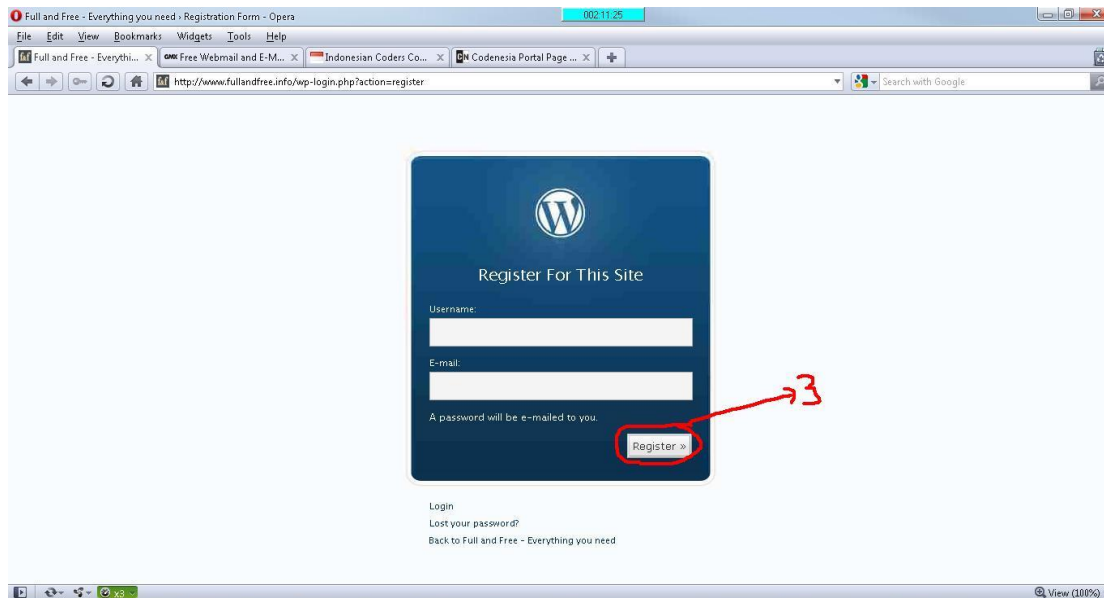 Full and Free - Everything you need › Registration Form - Opera
002:11:25
File Edit View Bookmarks Widgets Tools Help
Full and Free - Everythi...
GMX Free Webmail and E-M...
Indonesian Coders Co...
CN Codenesia Portal Page ...
http://www.fullandfree.info/wp-login.php?action=register
Search with Google
Register For This Site
Username:
E-mail:
A password will be e-mailed to you.
Register »
3
Login
Lost your password?
Back to Full and Free - Everything you need
x3
View (100%)